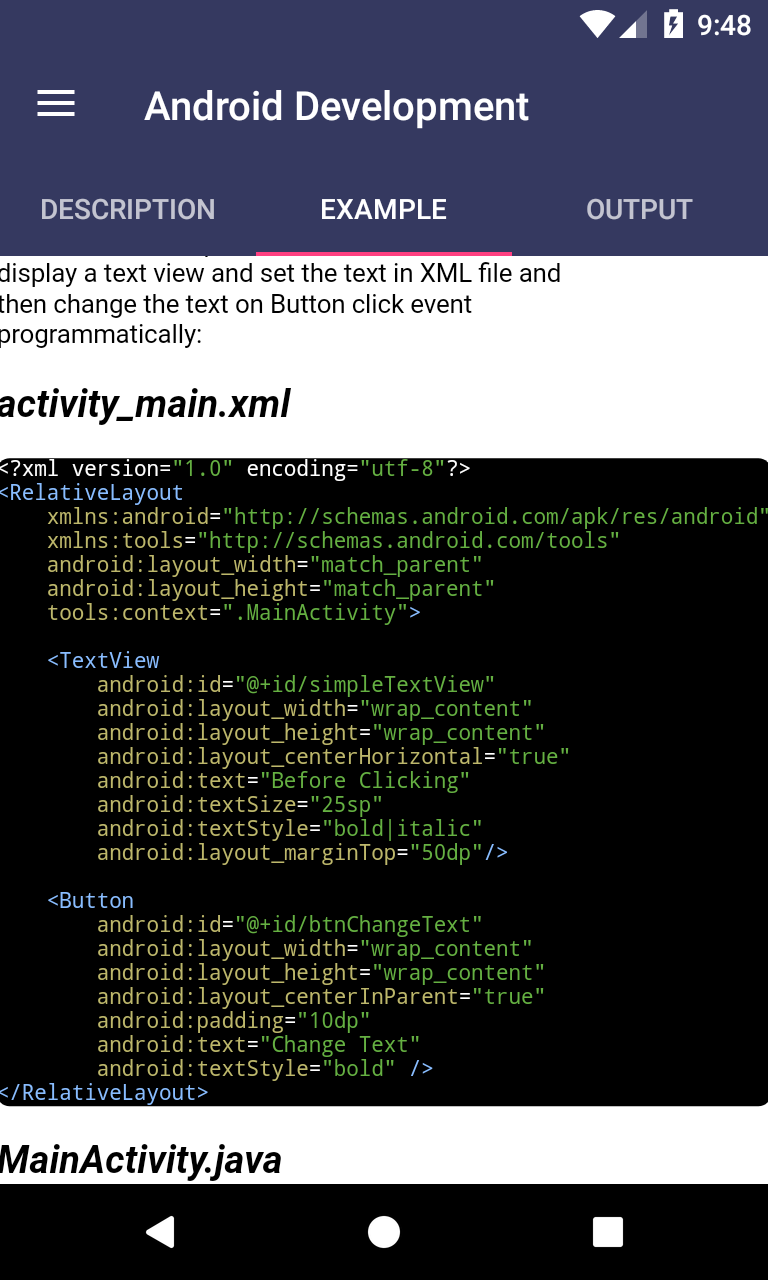 9:48
Android Development
DESCRIPTION EXAMPLE OUTPUT
display a text view and set the text in XML file and
then change the text on Button click event
programmatically:
activity_main.xml
<?xml version="1.0" encoding="utf-8"?>
<RelativeLayout
    xmlns:android="http://schemas.android.com/apk/res/android"
    xmlns:tools="http://schemas.android.com/tools"
    android:layout_width="match_parent"
    android:layout_height="match_parent"
    tools:context=".MainActivity">
    <TextView
        android:id="@+id/simpleTextView"
        android:layout_width="wrap_content"
        android:layout_height="wrap_content"
        android:layout_centerHorizontal="true"
        android:text="Before Clicking"
        android:textSize="25sp"
        android:textStyle="bold|italic"
        android:layout_marginTop="50dp"/>
    <Button
        android:id="@+id/btnChangeText"
        android:layout_width="wrap_content"
        android:layout_height="wrap_content"
        android:layout_centerInParent="true"
        android:padding="10dp"
        android:text="Change Text"
        android:textStyle="bold" />
</RelativeLayout>
MainActivity.java